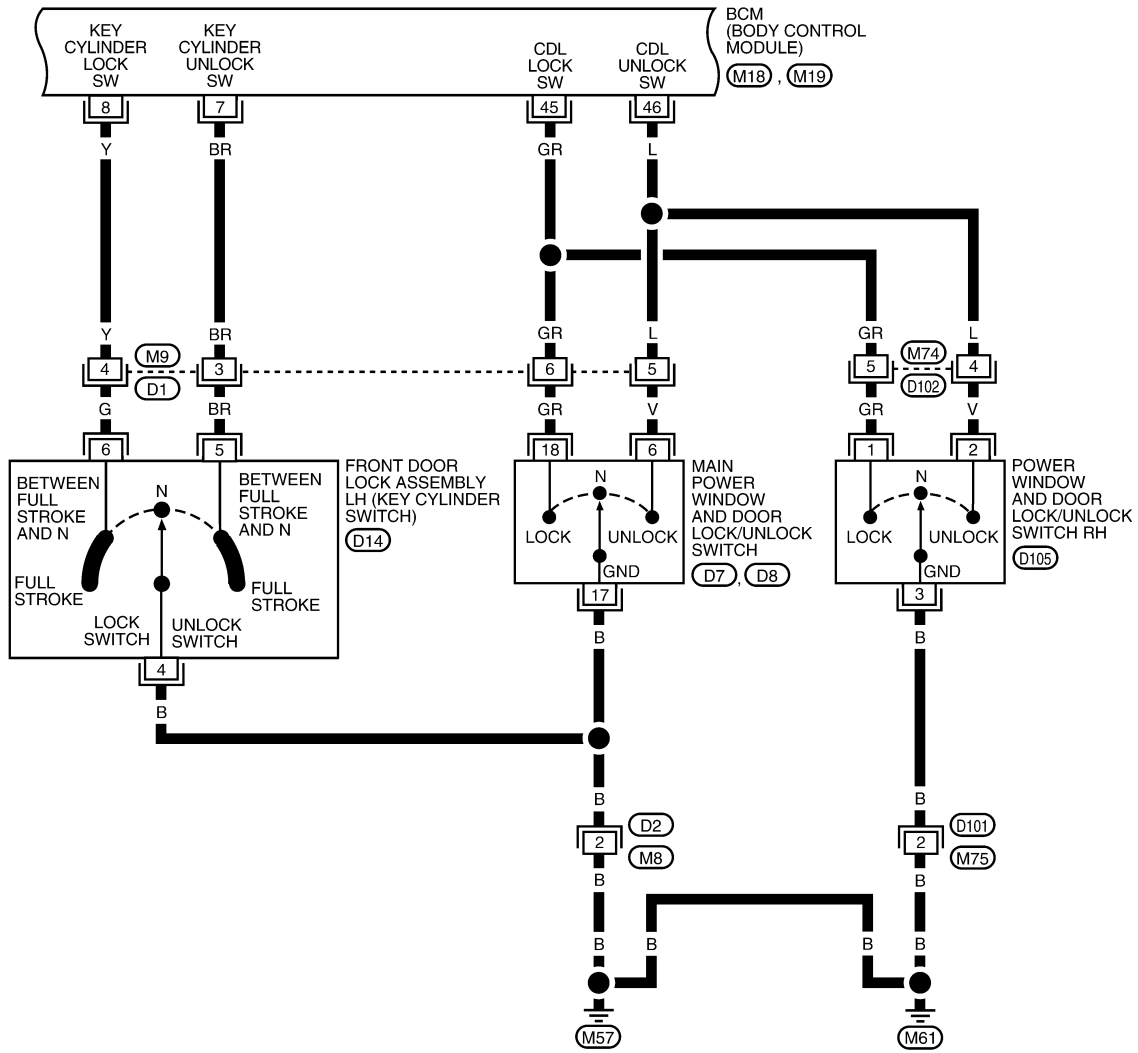 BCM
(BODY CONTROL
MODULE)
M18 , M19
KEY
CYLINDER
LOCK
SW
KEY
CYLINDER
UNLOCK
SW
CDL
LOCK
SW
CDL
UNLOCK
SW
8
7
45
46
Y
BR
GR
L
Y
BR
GR
L
GR
L
4
M9
D1
3
6
5
5
M74
D102
4
G
BR
GR
V
GR
V
6
5
18
6
1
2
BETWEEN
FULL
STROKE
AND N
N
BETWEEN
FULL
STROKE
AND N
FULL
STROKE
FULL
STROKE
LOCK
SWITCH
UNLOCK
SWITCH
FRONT DOOR
LOCK ASSEMBLY
LH (KEY CYLINDER
SWITCH)
D14
N
LOCK
UNLOCK
GND
MAIN
POWER
WINDOW
AND DOOR
LOCK/UNLOCK
SWITCH
D7 , D8
N
LOCK
UNLOCK
GND
POWER
WINDOW
AND DOOR
LOCK/UNLOCK
SWITCH RH
D105
4
17
3
B
B
B
B
B
2
D2
M8
2
D101
M75
B
B
B
B
B
B
M57
M61